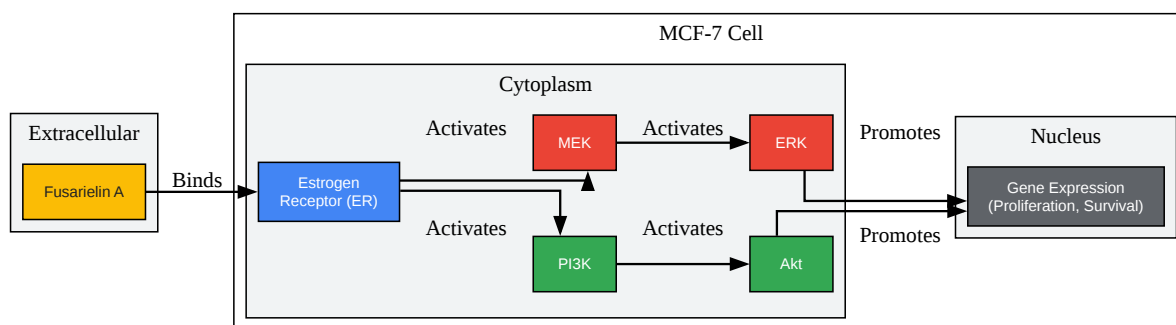 MCF-7 Cell
Cytoplasm
Extracellular
Nucleus
Activates
Activates
Promotes
MEK
ERK
Fusarielin A
Binds
Estrogen
Receptor (ER)
Gene Expression
(Proliferation, Survival)
Activates
Activates
Promotes
PI3K
Akt